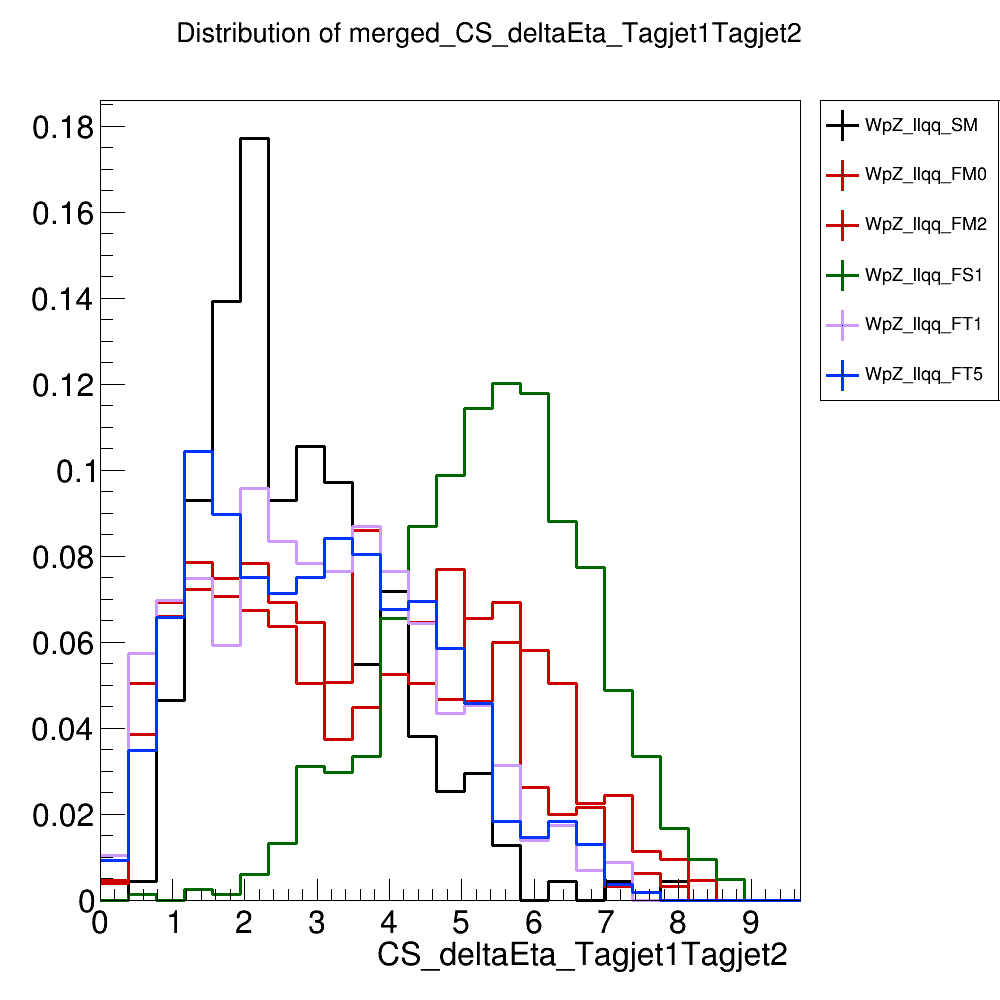 Distribution of merged_CS_deltaEta_Tagjet1Tagjet2
0.18
0.16
0.14
0.12
0.1
0.08
0.06
0.04
0.02
0
0 1 2 3 4 5 6 7 8 9
CS_deltaEta_Tagjet1Tagjet2
WpZ_llqq_SM
WpZ_llqq_FM0
WpZ_llqq_FM2
WpZ_llqq_FS1
WpZ_llqq_FT1
WpZ_llqq_FT5